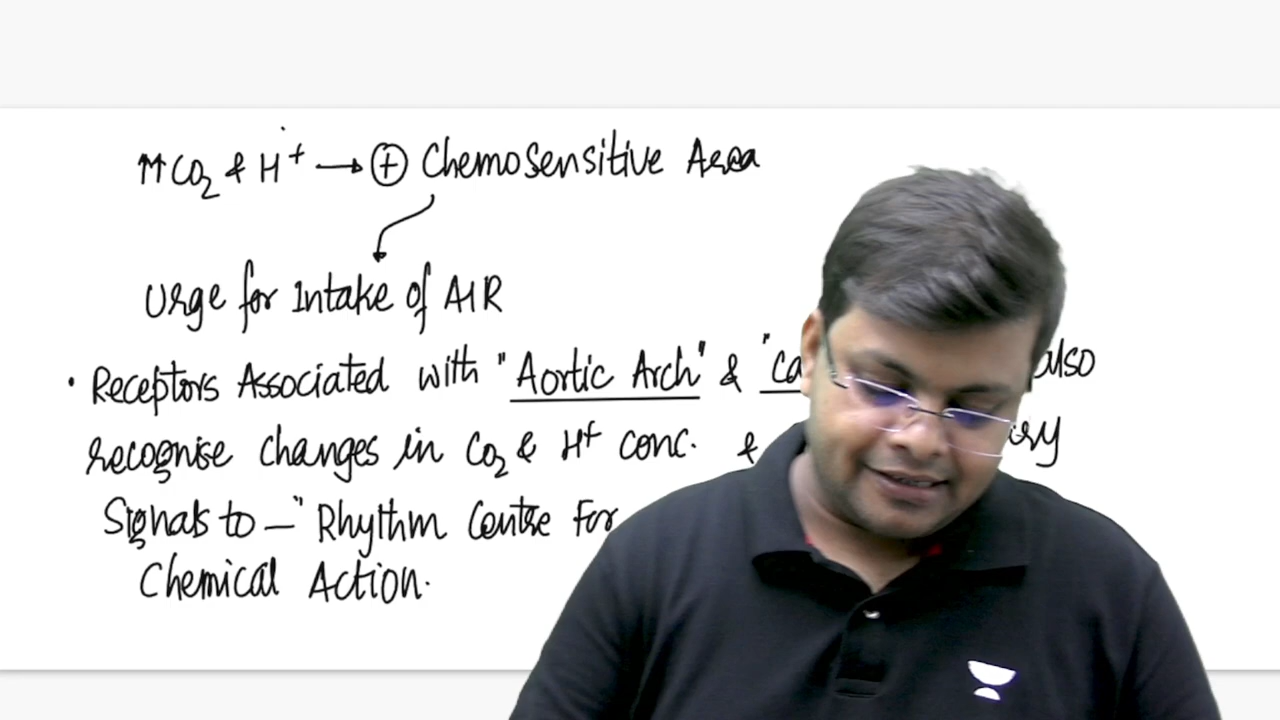 ↑↑CO₂ & H⁺ → ⊕ Chemosensitive Area
Urge for Intake of AIR
• Receptors Associated with "Aortic Arch" & "Ca also
recognise changes in CO₂ & H⁺ conc. &
Signals to — "Rhythm Centre For
Chemical Action.